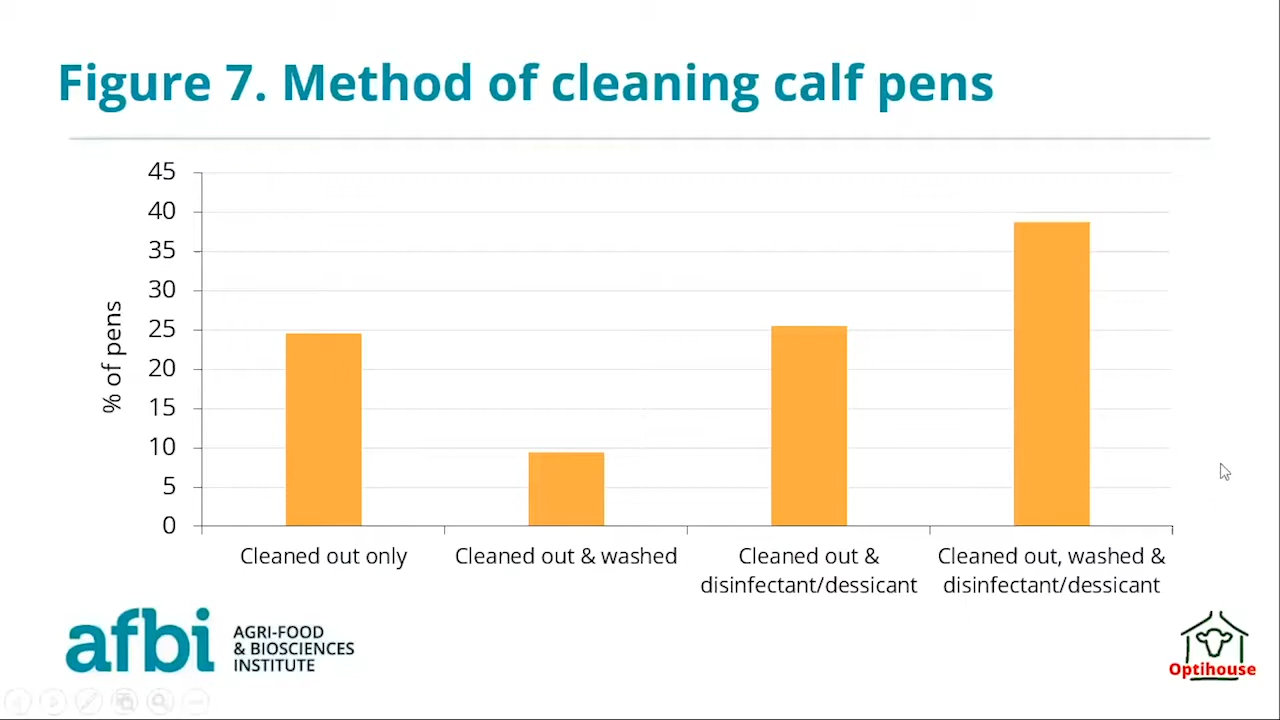 Figure 7. Method of cleaning calf pens
45
40
35
30
25
20
15
10
5
0
% of pens
Cleaned out only
Cleaned out & washed
Cleaned out &
disinfectant/dessicant
Cleaned out, washed &
disinfectant/dessicant
afbi
AGRI-FOOD
& BIOSCIENCES
INSTITUTE
Optihouse